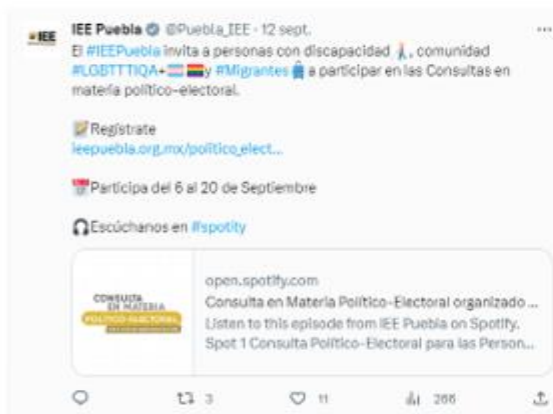 IEE
IEE Puebla @Puebla_IEE · 12 sept.
El #IEEPuebla invita a personas con discapacidad, comunidad
#LGBTTTIQA+ y #Migrantes a participar en las Consultas en
materia político-electoral.
Regístrate
ieepuebla.org.mx/politico_elect...
Participa del 6 al 20 de Septiembre
Escúchanos en #spotity
open.spotify.com
CONSULTA
EN MATERIA
POLÍTICO-ELECTORAL
Consulta en Materia Político-Electoral organizado ...
Listen to this episode from IEE Puebla on Spotify.
Spot 1 Consulta Político-Electoral para las Person...
3
11
266